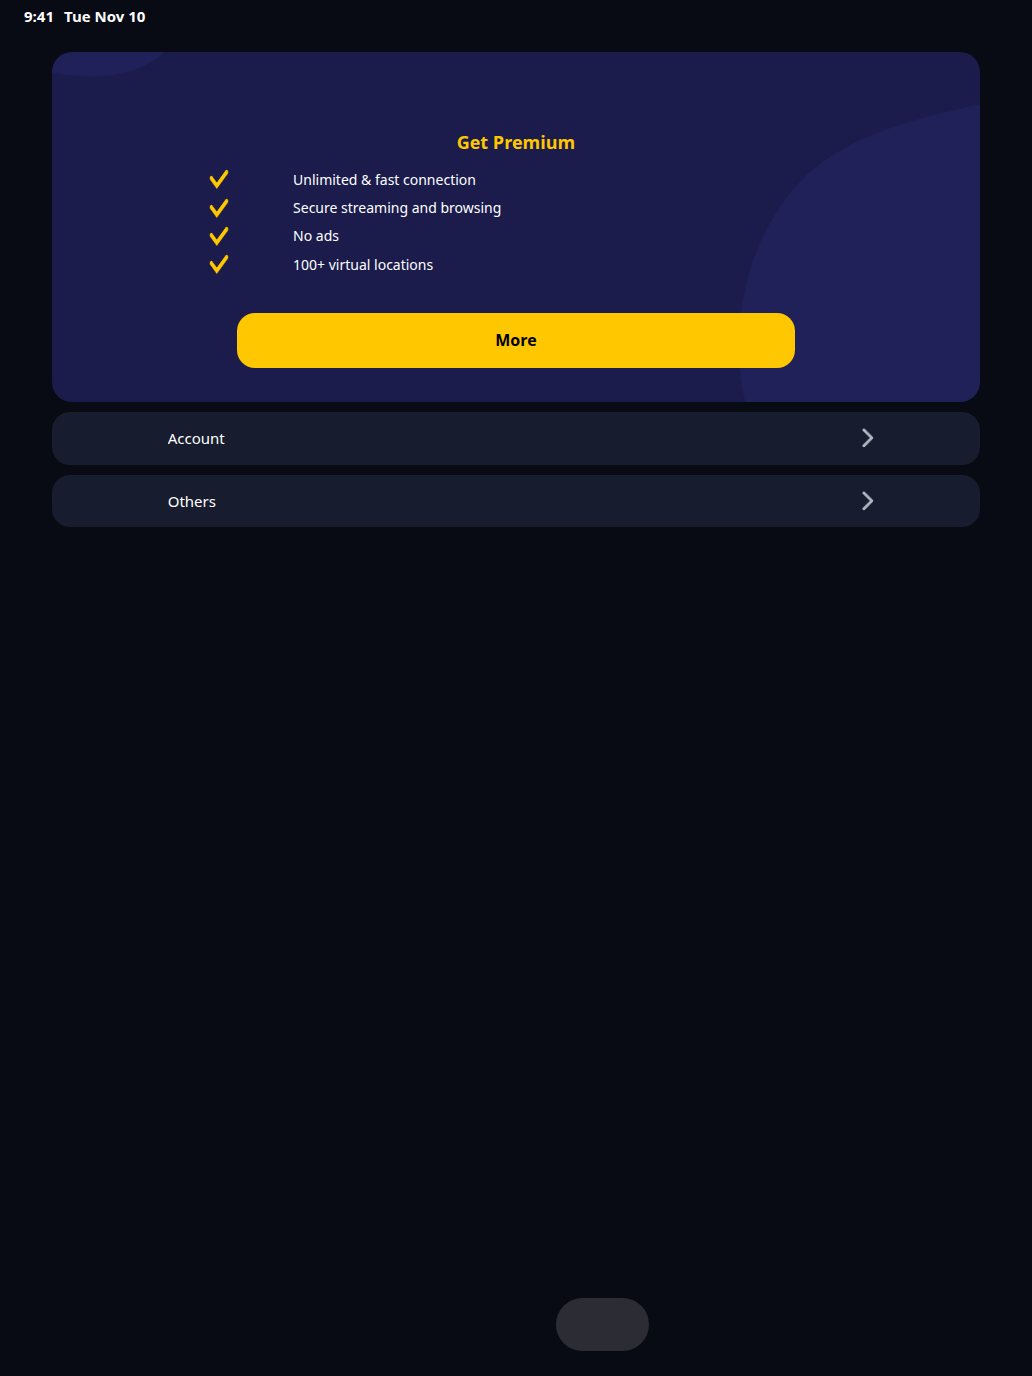 9:41 Tue Nov 10
Get Premium
Unlimited & fast connection
Secure streaming and browsing
No ads
100+ virtual locations
More
Account
Others